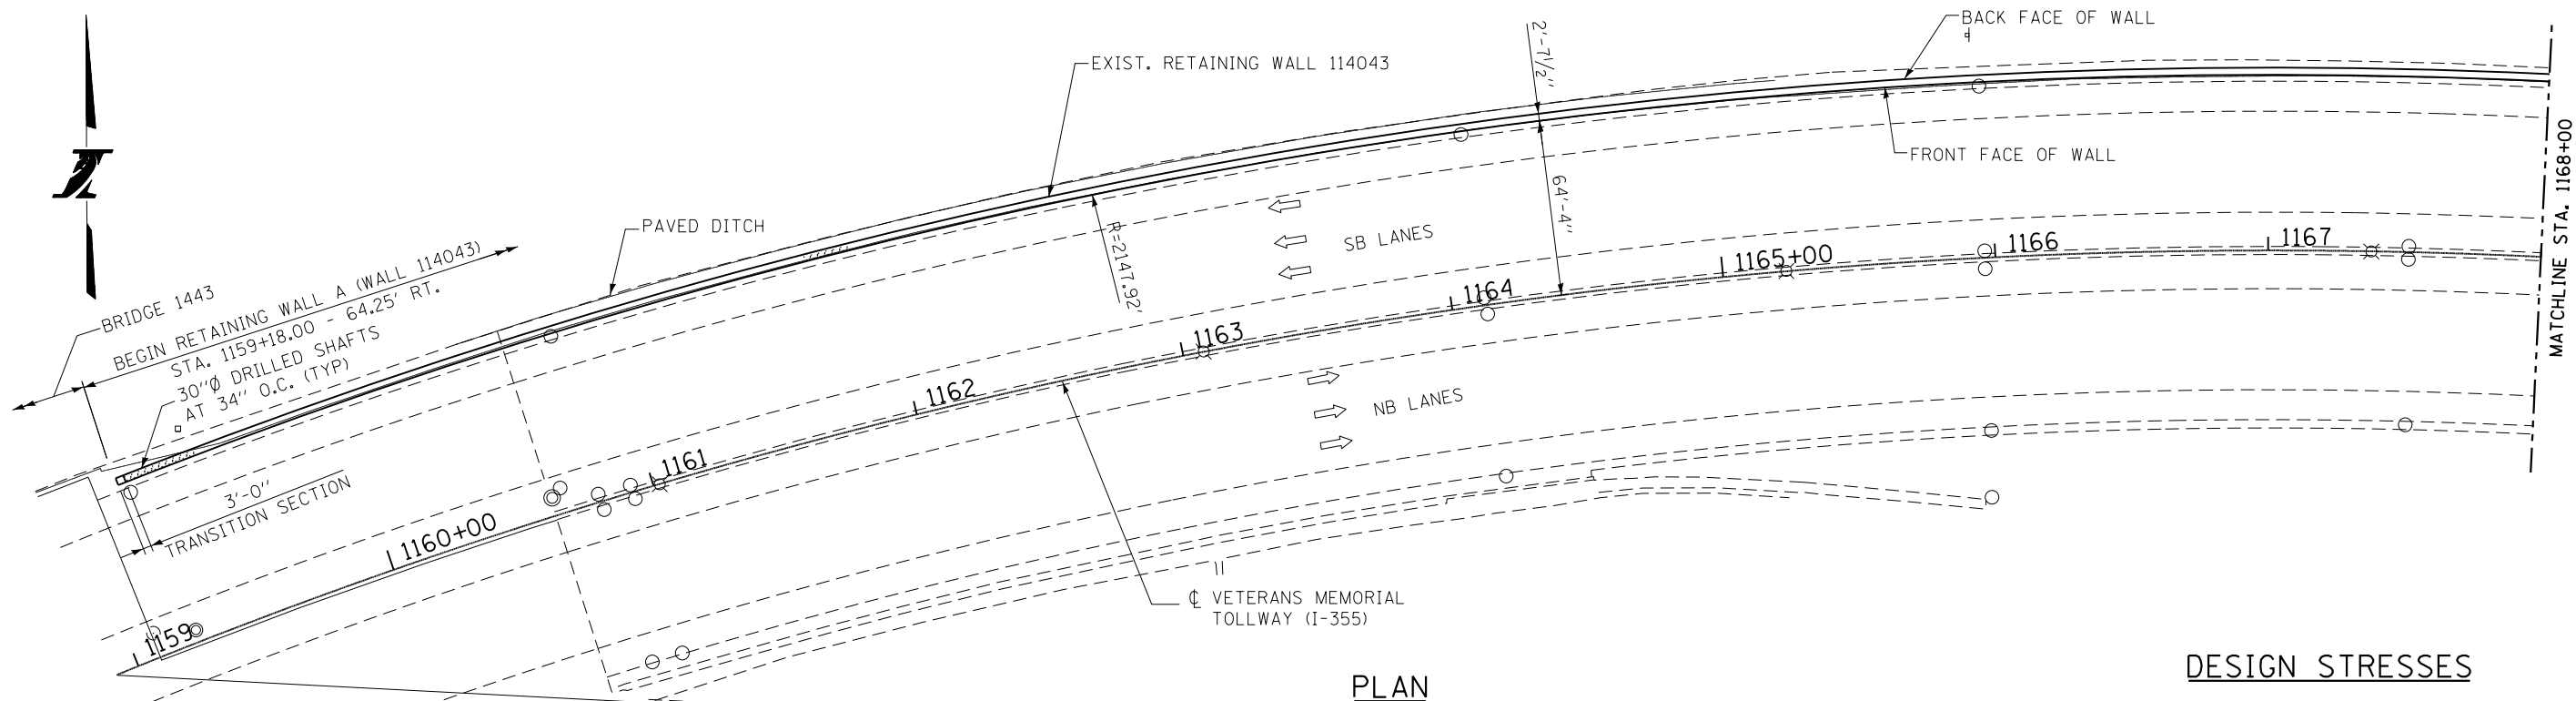 BACK FACE OF WALL
2'-7 1/2"
EXIST. RETAINING WALL 114043
FRONT FACE OF WALL
MATCHLINE STA. 1168+00
64'-4"
PAVED DITCH
R=2147.92'
SB LANES
1167
1166
1165+00
1164
1163
1162
1161
1160+00
1159
BRIDGE 1443
BEGIN RETAINING WALL A (WALL 114043)
STA. 1159+18.00 - 64.25' RT.
30"Ø DRILLED SHAFTS
AT 34" O.C. (TYP)
NB LANES
3'-0"
TRANSITION SECTION
℄ VETERANS MEMORIAL
TOLLWAY (I-355)
PLAN
DESIGN STRESSES